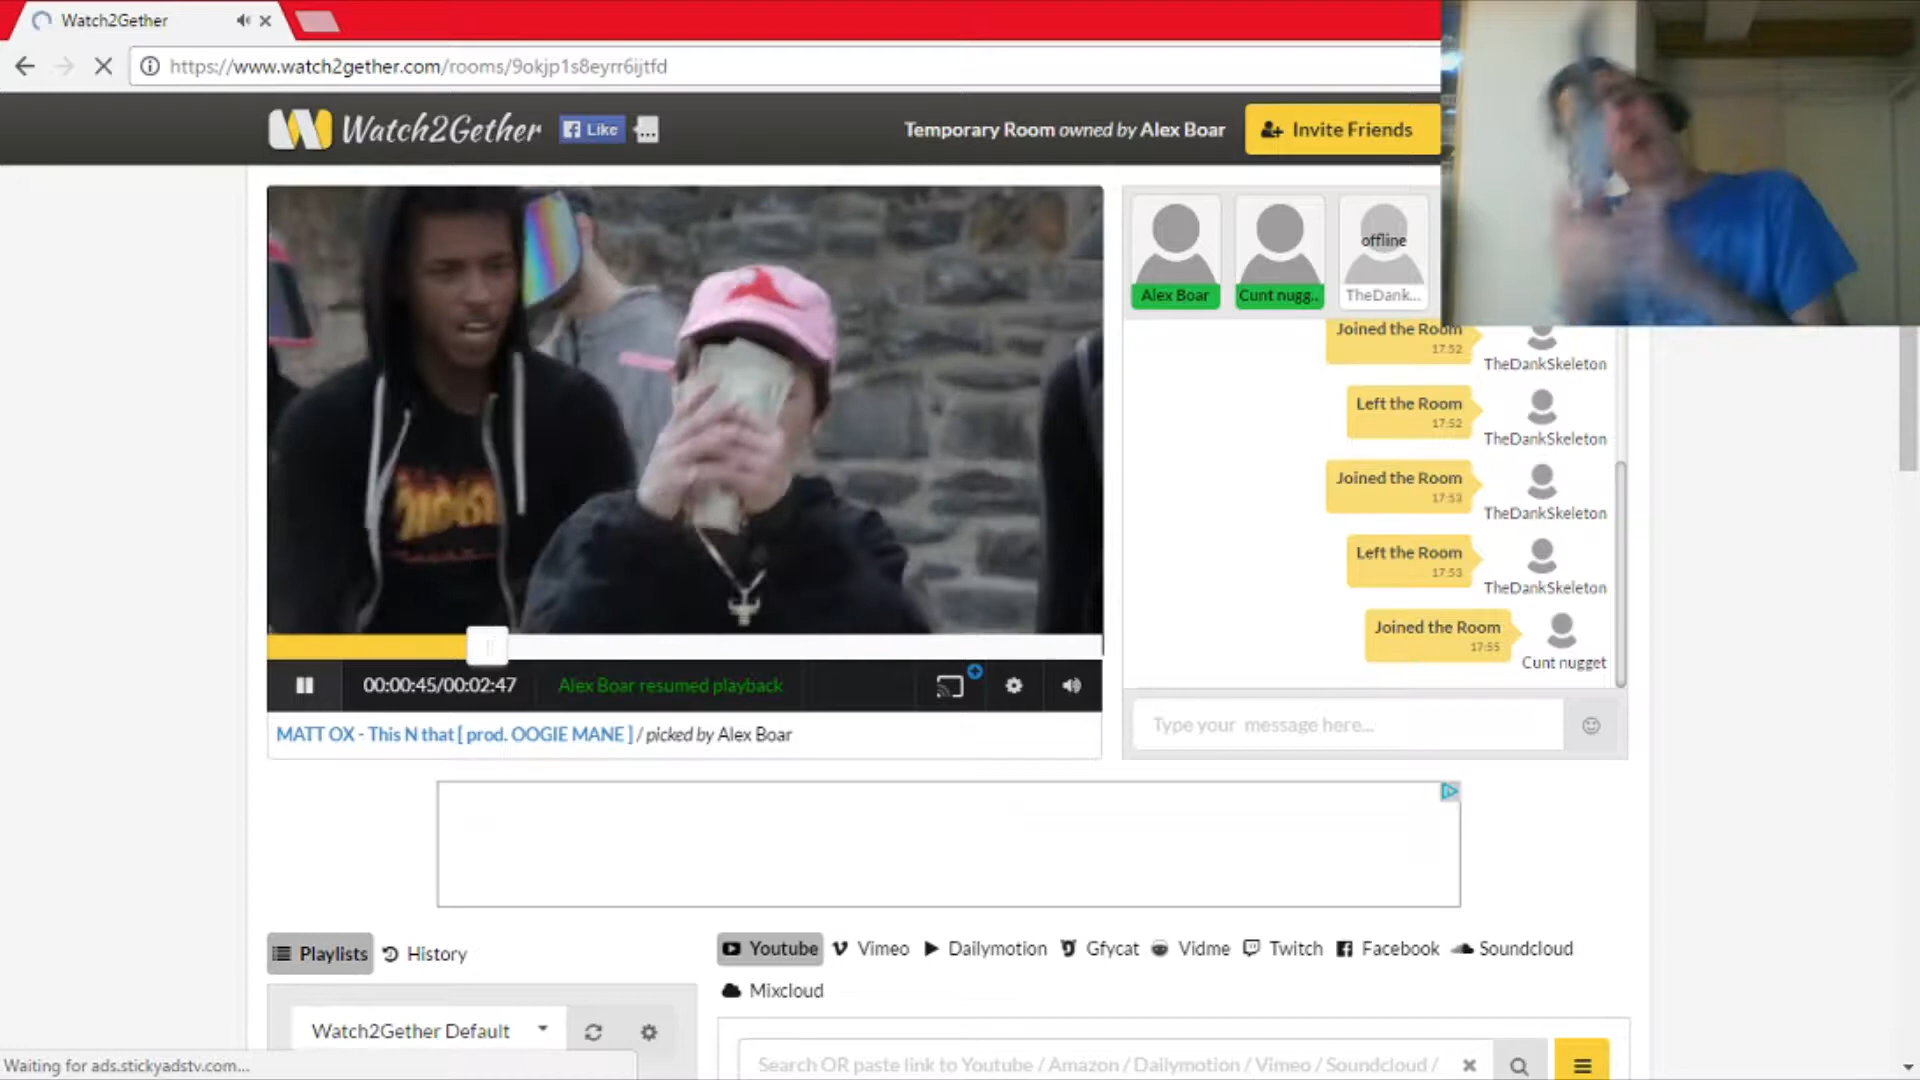 Watch2Gether
https://www.watch2gether.com/rooms/9okjp1s8eyrr6ijtfd
Watch2Gether
Like
...
Temporary Room owned by Alex Boar
Invite Friends
Alex Boar
Cunt nugg..
offline
TheDank...
Joined the Room
17:52
TheDankSkeleton
Left the Room
17:52
TheDankSkeleton
Joined the Room
17:53
TheDankSkeleton
Left the Room
17:53
TheDankSkeleton
Joined the Room
17:55
Cunt nugget
00:00:45/00:02:47
Alex Boar resumed playback
Type your message here...
MATT OX - This N that [ prod. OOGIE MANE ] / picked by Alex Boar
Playlists
History
Youtube
Vimeo
Dailymotion
Gfycat
Vidme
Twitch
Facebook
Soundcloud
Mixcloud
Watch2Gether Default
Search OR paste link to Youtube / Amazon / Dailymotion / Vimeo / Soundcloud /
Waiting for ads.stickyadstv.com...